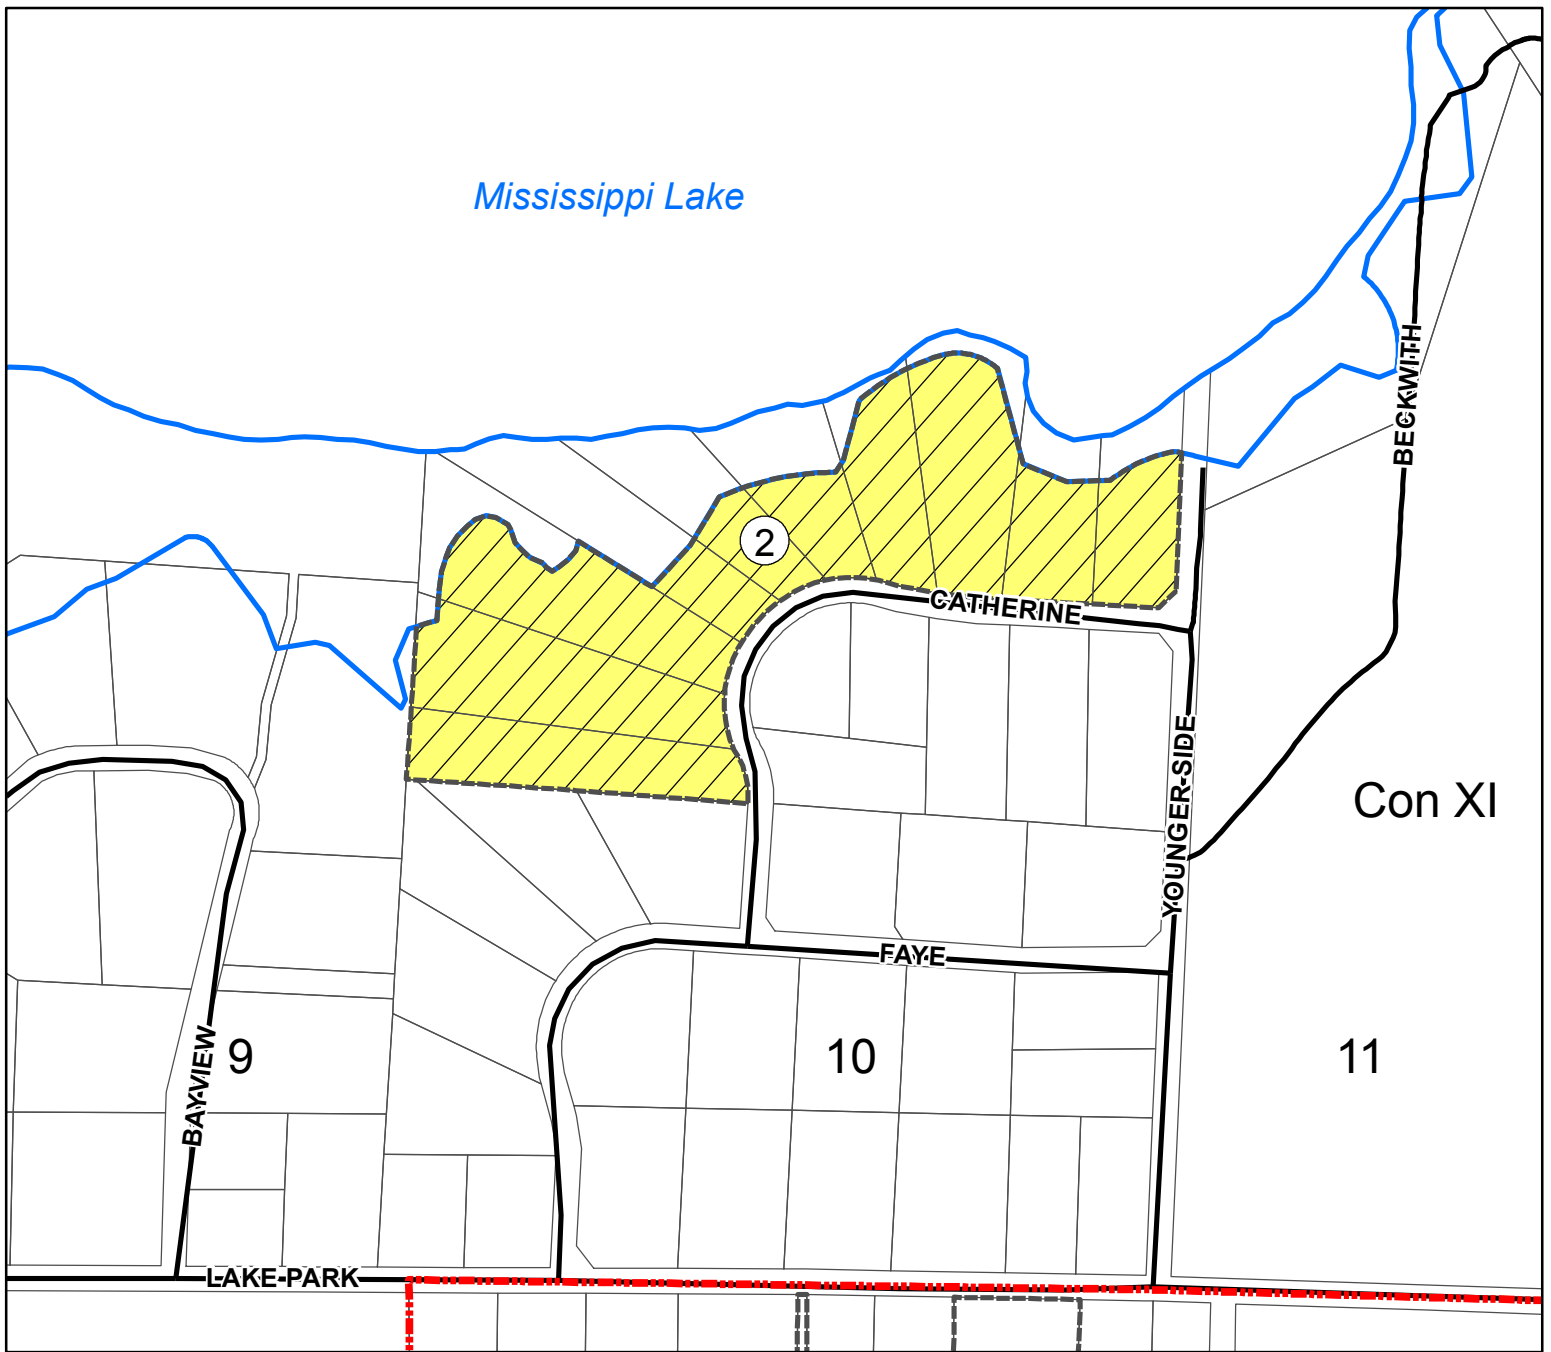 Mississippi Lake
BECKWITH
2
CATHERINE
YOUNGER-SIDE
Con XI
FAYE
BAYVIEW
9
10
11
LAKE PARK